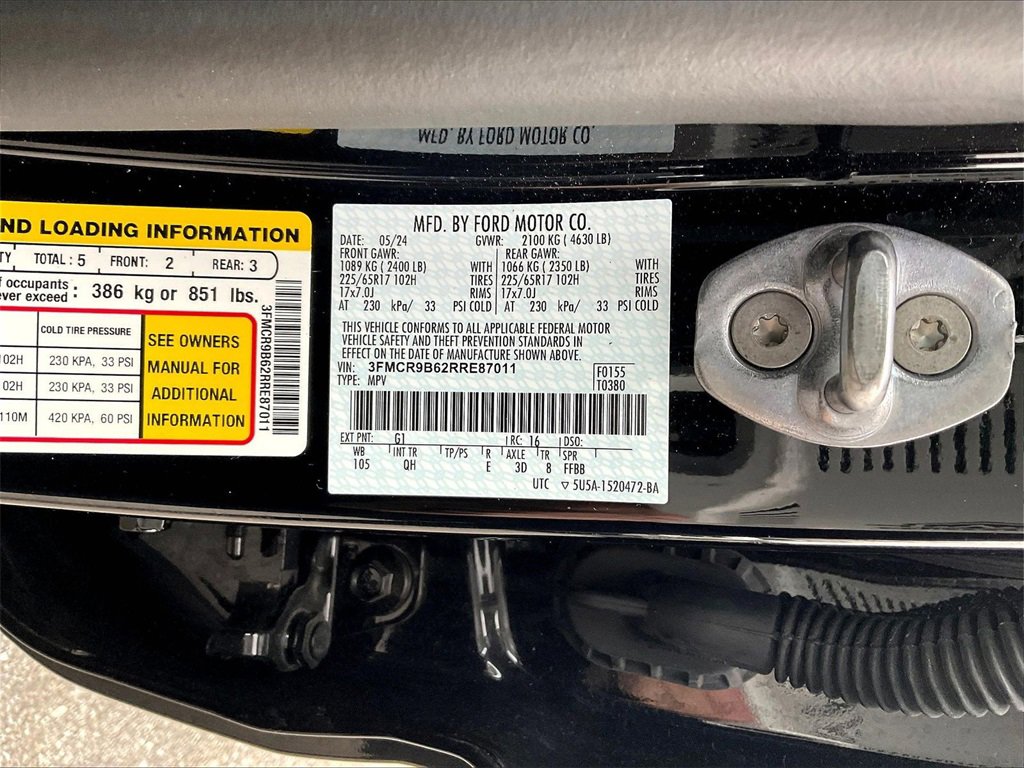 MFD. BY FORD MOTOR CO.
ND LOADING INFORMATION
TY TOTAL : 5 FRONT: 2 REAR: 3
of occupants
ever exceed : 386 kg or 851 lbs.
COLD TIRE PRESSURE
102H 230 KPA, 33 PSI
102H 230 KPA, 33 PSI
110M 420 KPA, 60 PSI
SEE OWNERS
MANUAL FOR
ADDITIONAL
INFORMATION
3FMCR9B62RRE87011
MFD. BY FORD MOTOR CO.
DATE: 05/24 GVWR: 2100 KG ( 4630 LB)
FRONT GAWR: REAR GAWR:
1089 KG ( 2400 LB) WITH 1066 KG ( 2350 LB) WITH
225/65R17 102H TIRES 225/65R17 102H TIRES
17x7.0J RIMS 17x7.0J RIMS
AT 230 kPa/ 33 PSI COLD AT 230 kPa/ 33 PSI COLD
THIS VEHICLE CONFORMS TO ALL APPLICABLE FEDERAL MOTOR
VEHICLE SAFETY AND THEFT PREVENTION STANDARDS IN
EFFECT ON THE DATE OF MANUFACTURE SHOWN ABOVE.
VIN: 3FMCR9B62RRE87011 F0155
TYPE: MPV T0380
EXT PNT: G1 RC: 16 DSO:
WB INT TR TP/PS R AXLE TR SPR
105 QH E 3D 8 FFBB
UTC ▽ 5U5A-1520472-BA